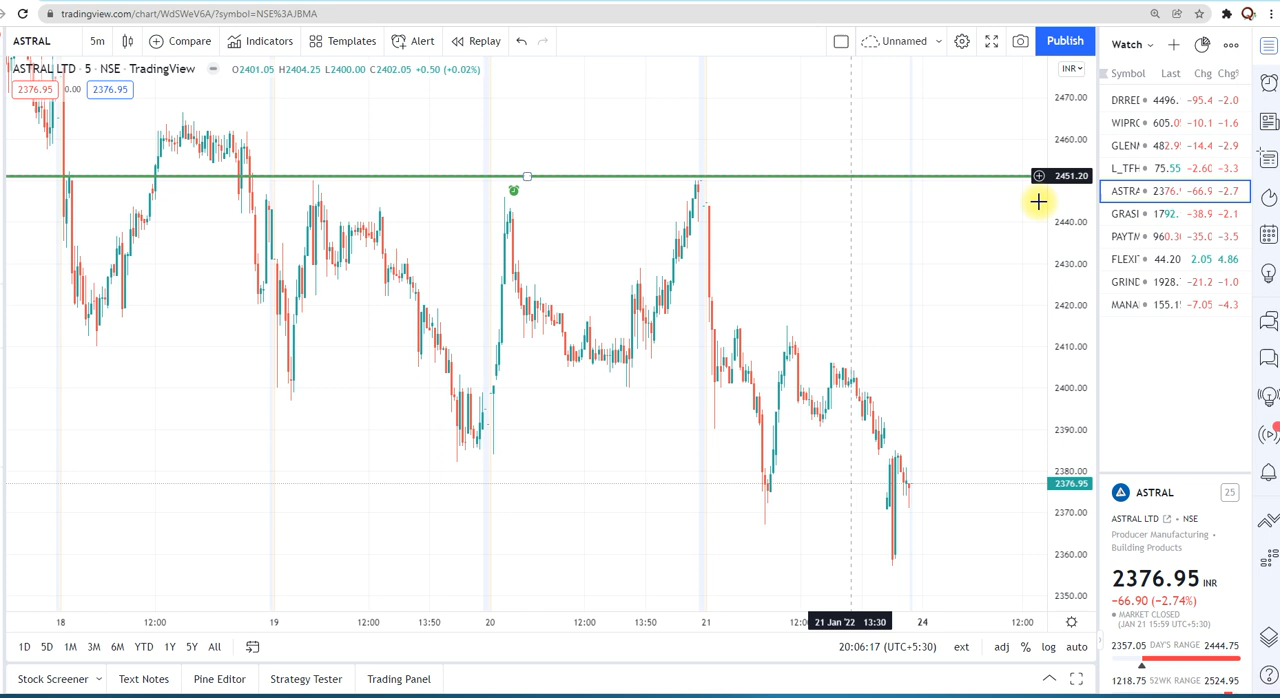 tradingview.com/chart/WdSWeV6A/?symbol=NSE%3AJBMA
ASTRAL 5m Compare Indicators Templates Alert Replay Unnamed Publish
ASTRAL LTD · 5 · NSE · TradingView O2401.05 H2404.25 L2400.00 C2402.05 +0.50 (+0.02%)
2376.95 0.00 2376.95
INR
2470.00
2460.00
2451.20
2440.00
2430.00
2420.00
2410.00
2400.00
2390.00
2380.00
2376.95
2370.00
2360.00
2350.00
18 12:00 19 12:00 13:50 20 12:00 13:50 21 12:00 21 Jan '22 13:30 24 12:00
1D 5D 1M 3M 6M YTD 1Y 5Y All 20:06:17 (UTC+5:30) ext adj % log auto
Stock Screener Text Notes Pine Editor Strategy Tester Trading Panel
Watch
Symbol Last Chg Chg%
DRRED 4496. -95.4 -2.0
WIPRO 605.0 -10.1 -1.6
GLENM 482.9 -14.4 -2.9
L_TFH 75.55 -2.60 -3.3
ASTRA 2376. -66.9 -2.7
GRASI 1792. -38.9 -2.1
PAYTM 960.3 -35.0 -3.5
FLEXI 44.20 2.05 4.86
GRIND 1928. -21.2 -1.0
MANA 155.1 -7.05 -4.3
ASTRAL 25
ASTRAL LTD · NSE
Producer Manufacturing ·
Building Products
2376.95 INR
−66.90 (−2.74%)
MARKET CLOSED
(JAN 21 15:59 UTC+5:30)
2357.05 DAY'S RANGE 2444.75
1218.75 52WK RANGE 2524.95